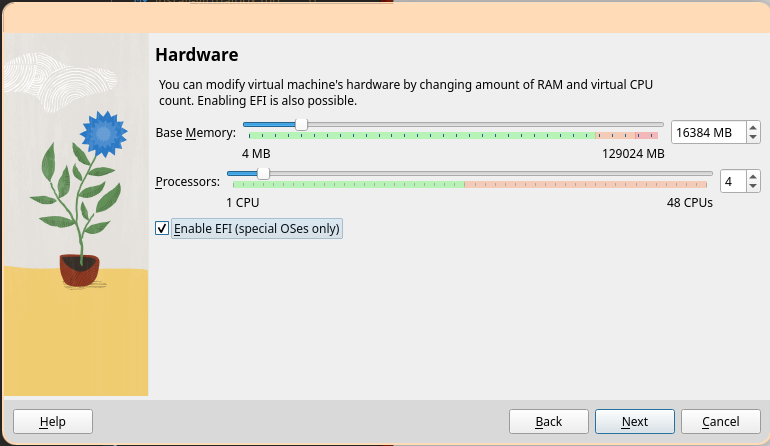 Hardware
You can modify virtual machine's hardware by changing amount of RAM and virtual CPU
count. Enabling EFI is also possible.
Base Memory: 16384 MB
4 MB 129024 MB
Processors: 4
1 CPU 48 CPUs
Enable EFI (special OSes only)
Help Back Next Cancel